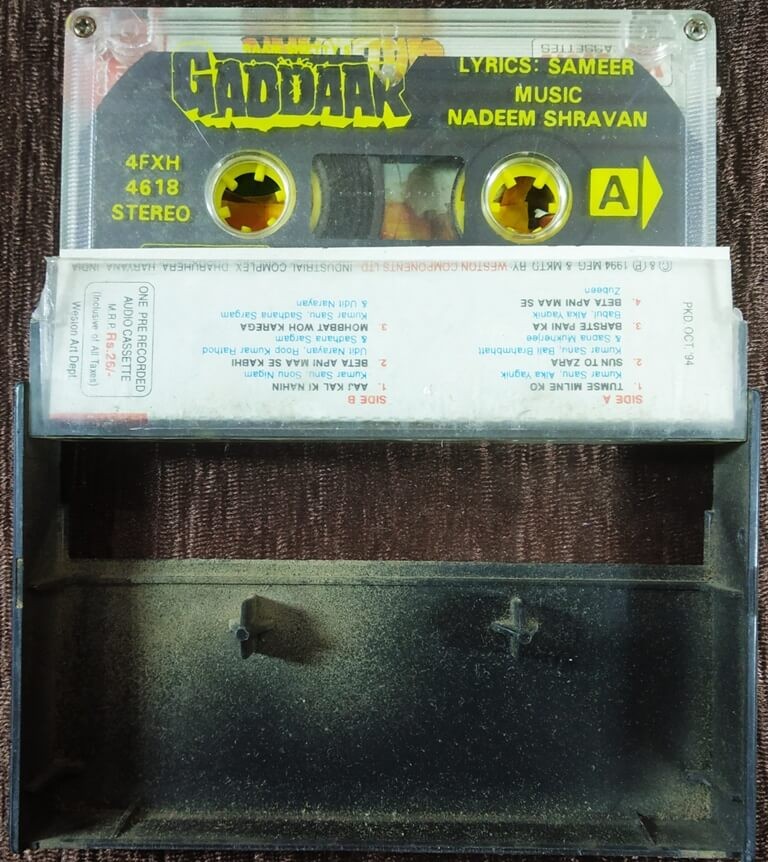 ASSETTES
GADDAAR
LYRICS: SAMEER
MUSIC
NADEEM SHRAVAN
4FXH
4618
STEREO
A
PKD OCT '94
SIDE A
1. TUMSE MILNE KO
Kumar Sanu, Alka Yagnik
2. SUN TO ZARA
Kumar Sanu, Bali Brahmbhatt
& Sapna Mukherjee
3. BARSTE PANI KA
Babul, Alka Yagnik
4. BETA APNI MAA SE
Zubeen
SIDE B
1. AAJ KAL KI NAHIN
Kumar Sanu, Sonu Nigam
2. BETA APNI MAA SE KABHI
Udit Narayan, Roop Kumar Rathod
& Sadhana Sargam
3. MOHBBAT WOH KAREGA
Kumar Sanu, Sadhana Sargam
& Udit Narayan
ONE PRE RECORDED
AUDIO CASSETTE
M.R.P. Rs.26/-
(Inclusive of All Taxes)
Weston Art Dept.
© & ℗ 1994 MFG & MKTG BY WESTON COMPONENTS LTD INDUSTRIAL COMPLEX DHARUHERA HARYANA INDIA